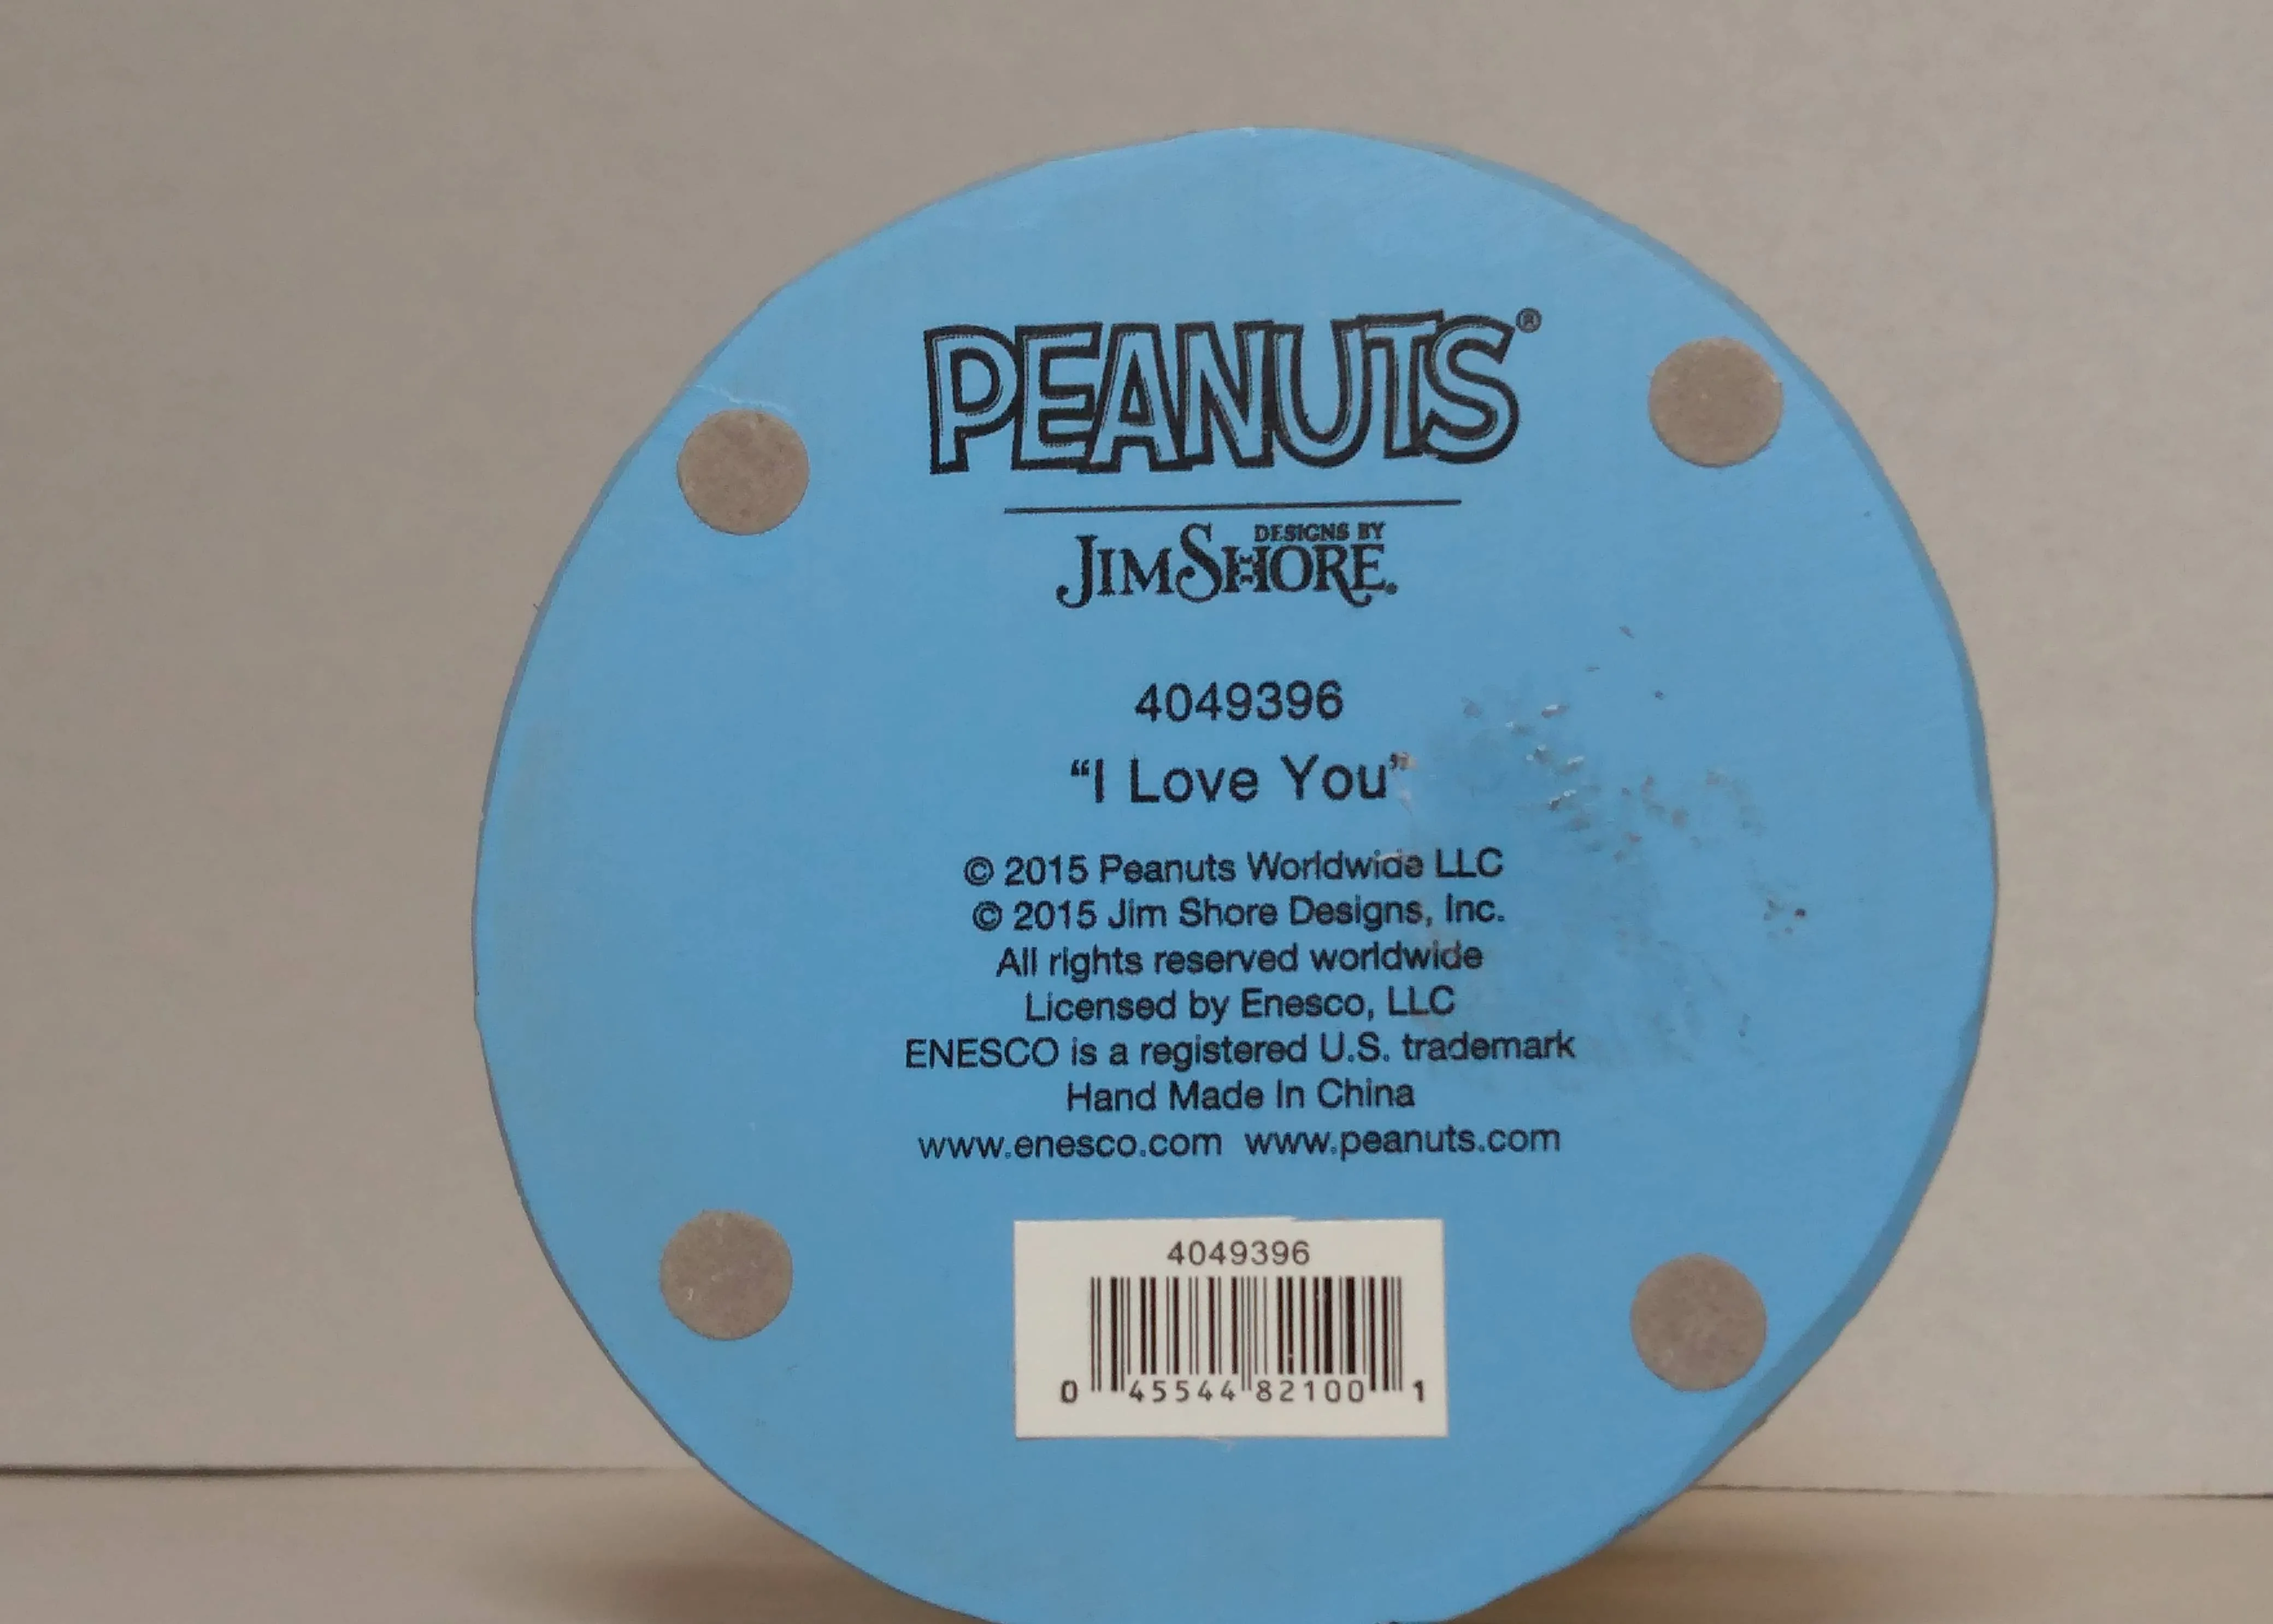 PEANUTS®
DESIGNS BY
JIM SHORE®
4049396
“I Love You”
© 2015 Peanuts Worldwide LLC
© 2015 Jim Shore Designs, Inc.
All rights reserved worldwide
Licensed by Enesco, LLC
ENESCO is a registered U.S. trademark
Hand Made In China
www.enesco.com www.peanuts.com
4049396
0 45544 82100 1